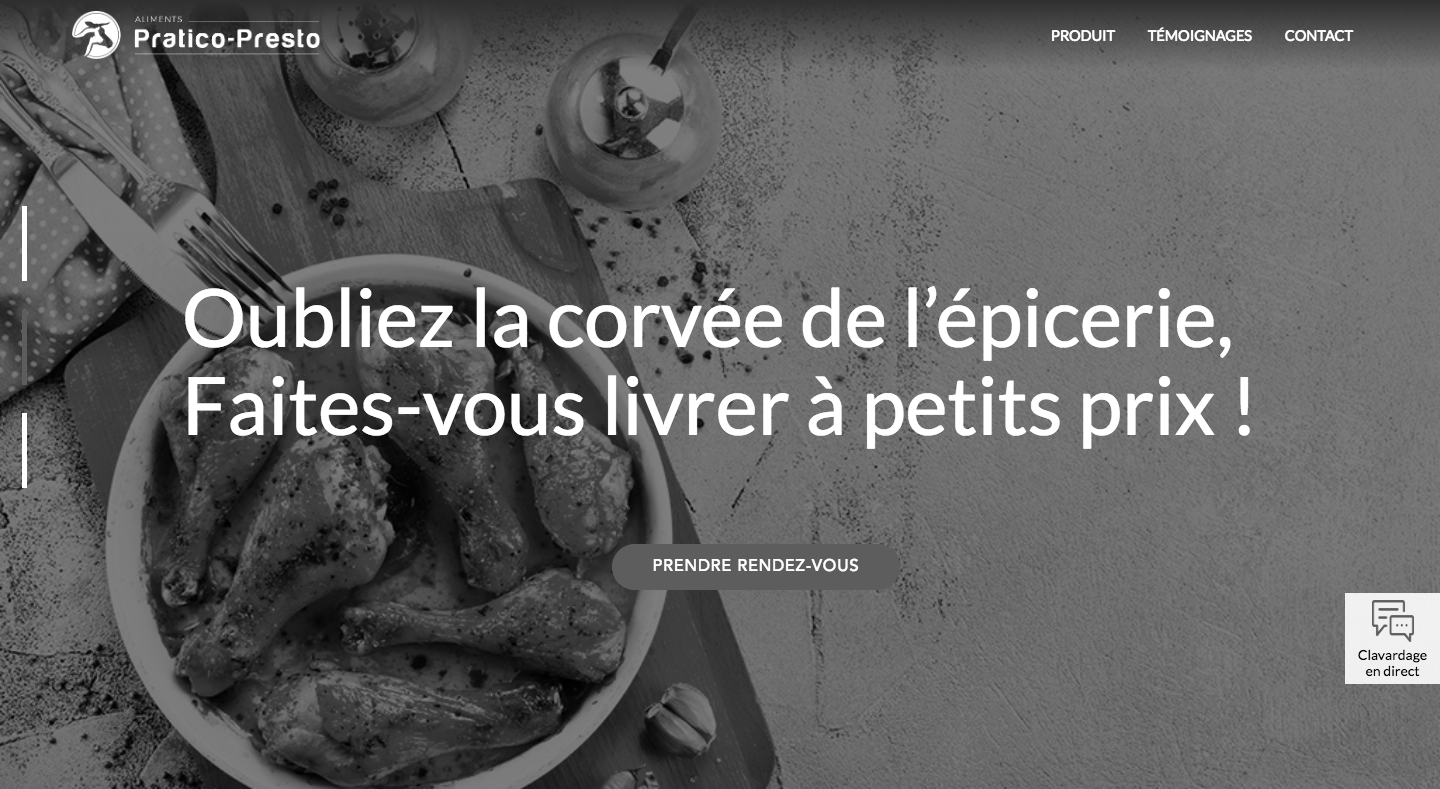 ALIMENTS
Pratico-Presto
PRODUIT
TÉMOIGNAGES
CONTACT
Oubliez la corvée de l’épicerie,
Faites-vous livrer à petits prix !
PRENDRE RENDEZ-VOUS
Clavardage
en direct